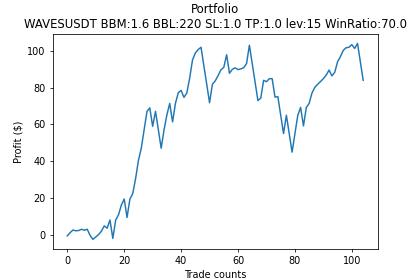 Portfolio
WAVESUSDT BBM:1.6 BBL:220 SL:1.0 TP:1.0 lev:15 WinRatio:70.0
100
80
60
40
20
0
Profit ($)
0 20 40 60 80 100
Trade counts